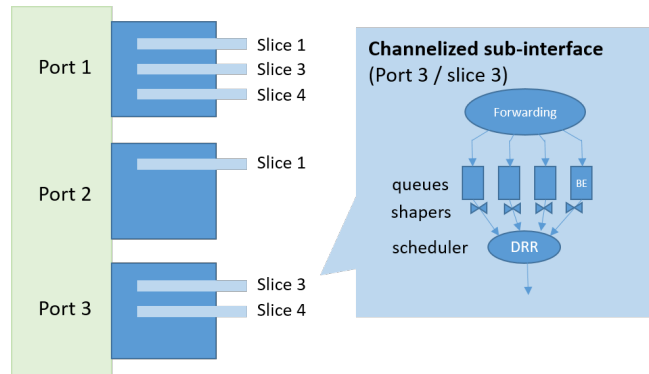 Port 1
Slice 1
Slice 3
Slice 4
Port 2
Slice 1
Port 3
Slice 3
Slice 4
Channelized sub-interface
(Port 3 / slice 3)
Forwarding
queues
BE
shapers
scheduler
DRR